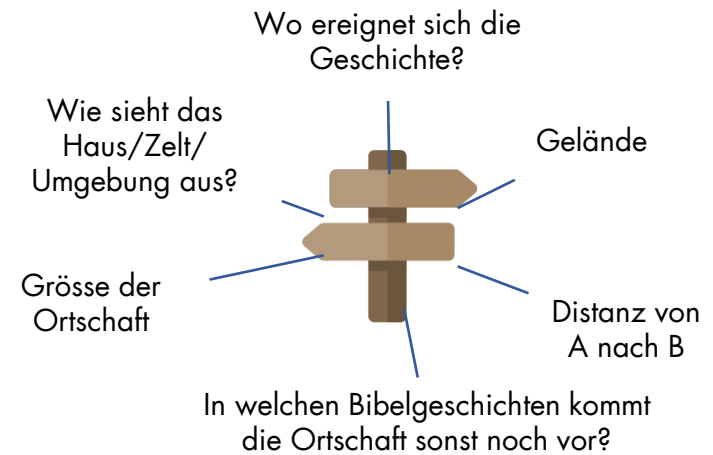 Wo ereignet sich die
Geschichte?
Wie sieht das
Haus/Zelt/
Umgebung aus?
Gelände
Grösse der
Ortschaft
Distanz von
A nach B
In welchen Bibelgeschichten kommt
die Ortschaft sonst noch vor?